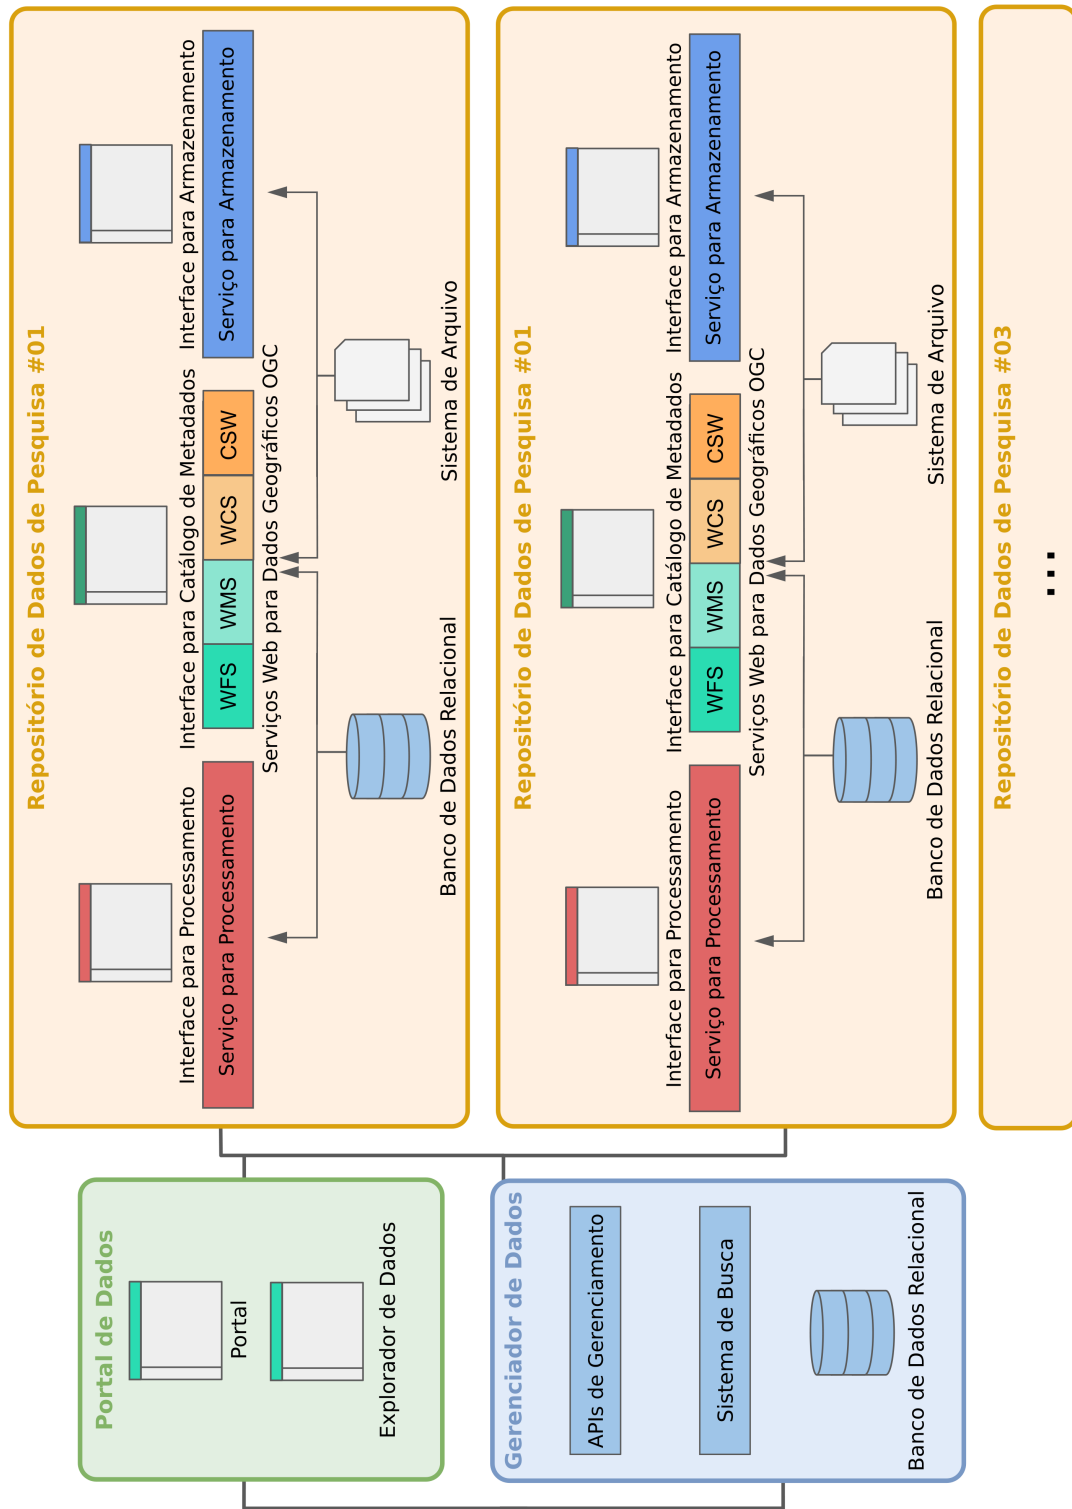 Portal de Dados
Portal
Explorador de Dados
Gerenciador de Dados
APIs de Gerenciamento
Sistema de Busca
Banco de Dados Relacional
Repositório de Dados de Pesquisa #01
Interface para Processamento
Interface para Catálogo de Metadados
Interface para Armazenamento
Serviço para Processamento
WFS
WMS
WCS
CSW
Serviço para Armazenamento
Serviços Web para Dados Geográficos OGC
Banco de Dados Relacional
Sistema de Arquivo
Repositório de Dados de Pesquisa #01
Interface para Processamento
Interface para Catálogo de Metadados
Interface para Armazenamento
Serviço para Processamento
WFS
WMS
WCS
CSW
Serviço para Armazenamento
Serviços Web para Dados Geográficos OGC
Banco de Dados Relacional
Sistema de Arquivo
Repositório de Dados de Pesquisa #03
...